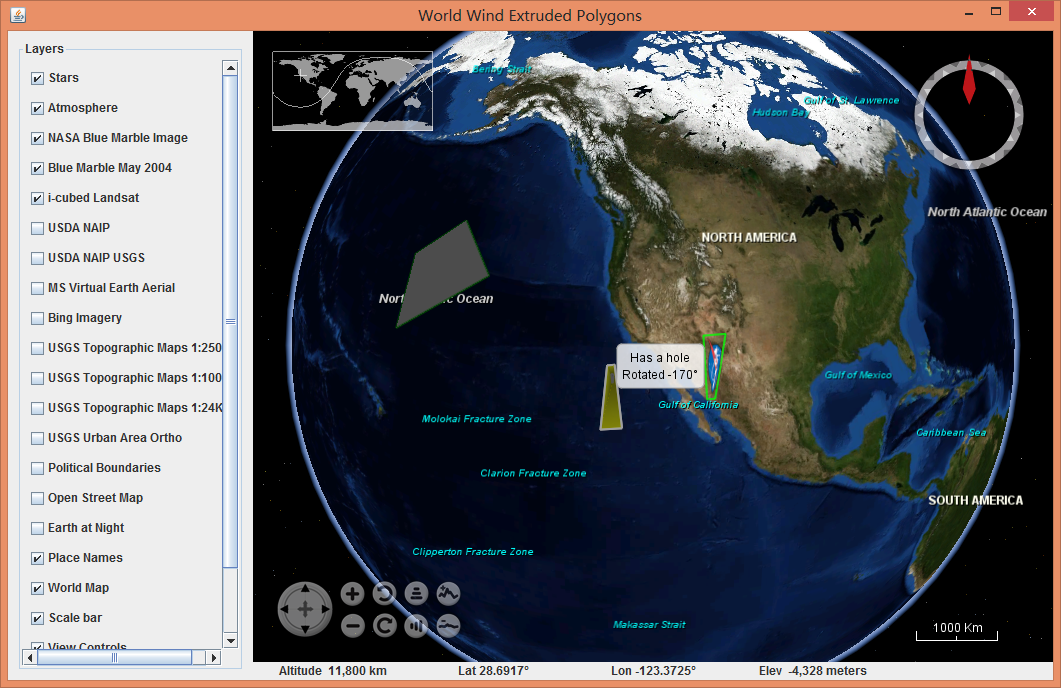 World Wind Extruded Polygons
Layers
Stars
Atmosphere
NASA Blue Marble Image
Blue Marble May 2004
i-cubed Landsat
USDA NAIP
USDA NAIP USGS
MS Virtual Earth Aerial
Bing Imagery
USGS Topographic Maps 1:250
USGS Topographic Maps 1:100
USGS Topographic Maps 1:24K
USGS Urban Area Ortho
Political Boundaries
Open Street Map
Earth at Night
Place Names
World Map
Scale bar
View Controls
Bering Strait
Gulf of St. Lawrence
Hudson Bay
North Atlantic Ocean
NORTH AMERICA
Ocean
Has a hole
Rotated -170°
Gulf of Mexico
Gulf of California
Molokai Fracture Zone
Caribbean Sea
Clarion Fracture Zone
SOUTH AMERICA
Clipperton Fracture Zone
Makassar Strait
1000 Km
Altitude 11,800 km Lat 28.6917° Lon -123.3725° Elev -4,328 meters